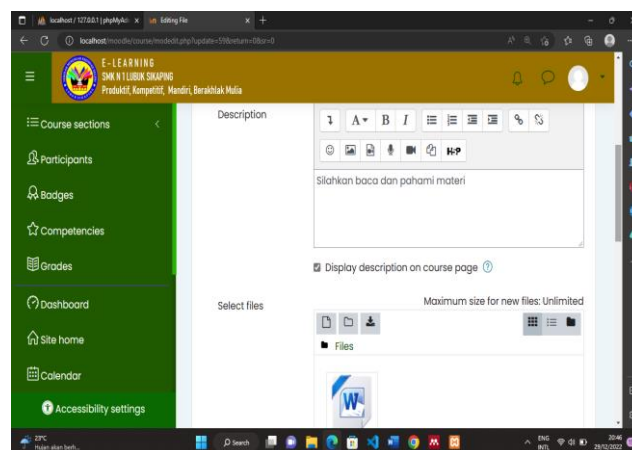 localhost / 127.0.0.1 | phpMyAd
Editing File
localhost/moodle/course/modedit.php?update=59&return=0&sr=0
E-LEARNING
SMK N 1 LUBUK SIKAPING
Produktif, Kompetitif, Mandiri, Berakhlak Mulia
Course sections
Participants
Badges
Competencies
Grades
Dashboard
Site home
Calendar
Accessibility settings
Description
A
B
I
H-P
Silahkan baca dan pahami materi
Display description on course page
Select files
Maximum size for new files: Unlimited
Files
W
23°C
Hujan akan berh...
Search
ENG
INTL
20:46
29/12/2022